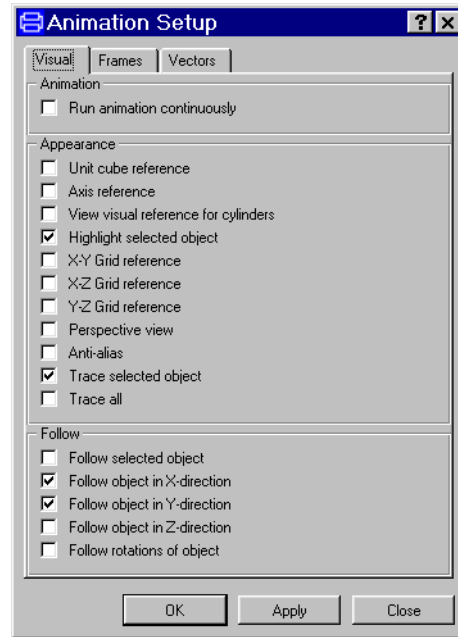 Animation Setup
Visual Frames Vectors
Animation
Run animation continuously
Appearance
Unit cube reference
Axis reference
View visual reference for cylinders
Highlight selected object
X-Y Grid reference
X-Z Grid reference
Y-Z Grid reference
Perspective view
Anti-alias
Trace selected object
Trace all
Follow
Follow selected object
Follow object in X-direction
Follow object in Y-direction
Follow object in Z-direction
Follow rotations of object
OK Apply Close